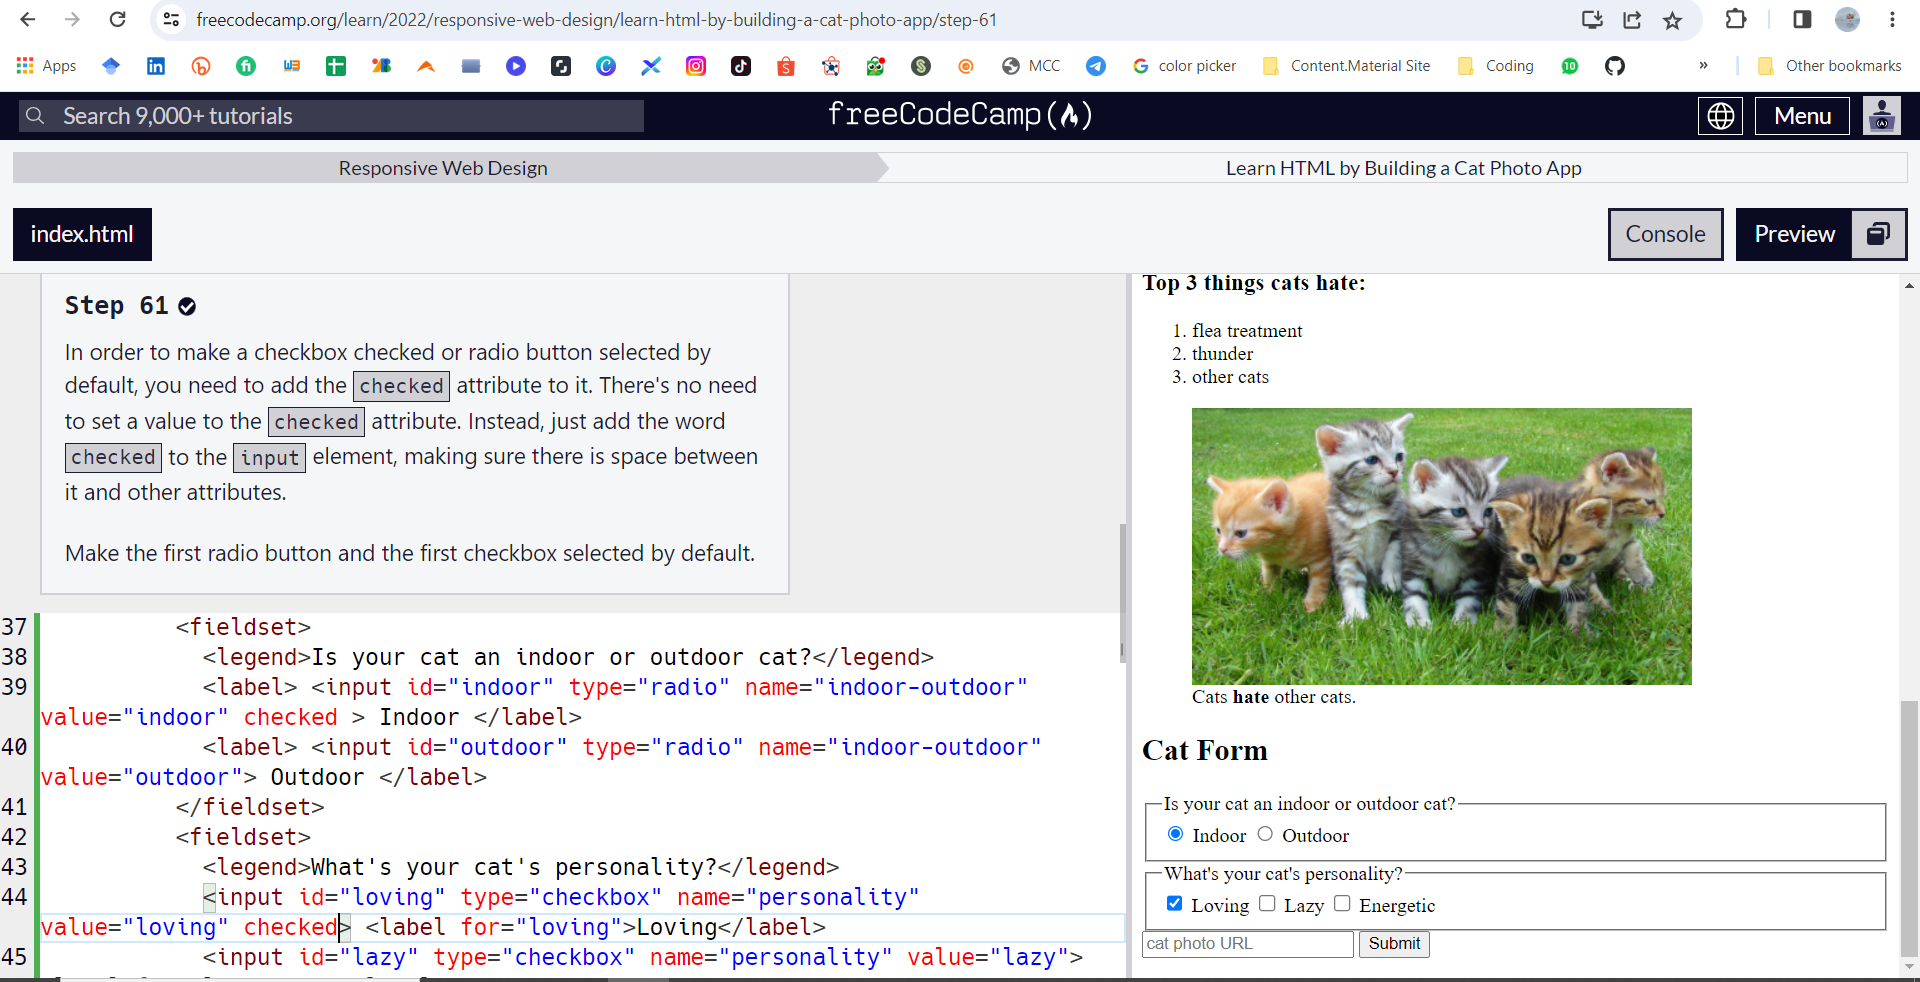 freecodecamp.org/learn/2022/responsive-web-design/learn-html-by-building-a-cat-photo-app/step-61
Apps MCC color picker Content.Material Site Coding » Other bookmarks
Search 9,000+ tutorials freeCodeCamp Menu
Responsive Web Design Learn HTML by Building a Cat Photo App
index.html Console Preview
Step 61
In order to make a checkbox checked or radio button selected by
default, you need to add the checked attribute to it. There's no need
to set a value to the checked attribute. Instead, just add the word
checked to the input element, making sure there is space between
it and other attributes.
Make the first radio button and the first checkbox selected by default.
37 <fieldset>
38 <legend>Is your cat an indoor or outdoor cat?</legend>
39 <label> <input id="indoor" type="radio" name="indoor-outdoor"
value="indoor" checked > Indoor </label>
40 <label> <input id="outdoor" type="radio" name="indoor-outdoor"
value="outdoor"> Outdoor </label>
41 </fieldset>
42 <fieldset>
43 <legend>What's your cat's personality?</legend>
44 <input id="loving" type="checkbox" name="personality"
value="loving" checked> <label for="loving">Loving</label>
45 <input id="lazy" type="checkbox" name="personality" value="lazy">
Top 3 things cats hate:
1. flea treatment
2. thunder
3. other cats
Cats hate other cats.
Cat Form
Is your cat an indoor or outdoor cat?
Indoor Outdoor
What's your cat's personality?
Loving Lazy Energetic
cat photo URL Submit